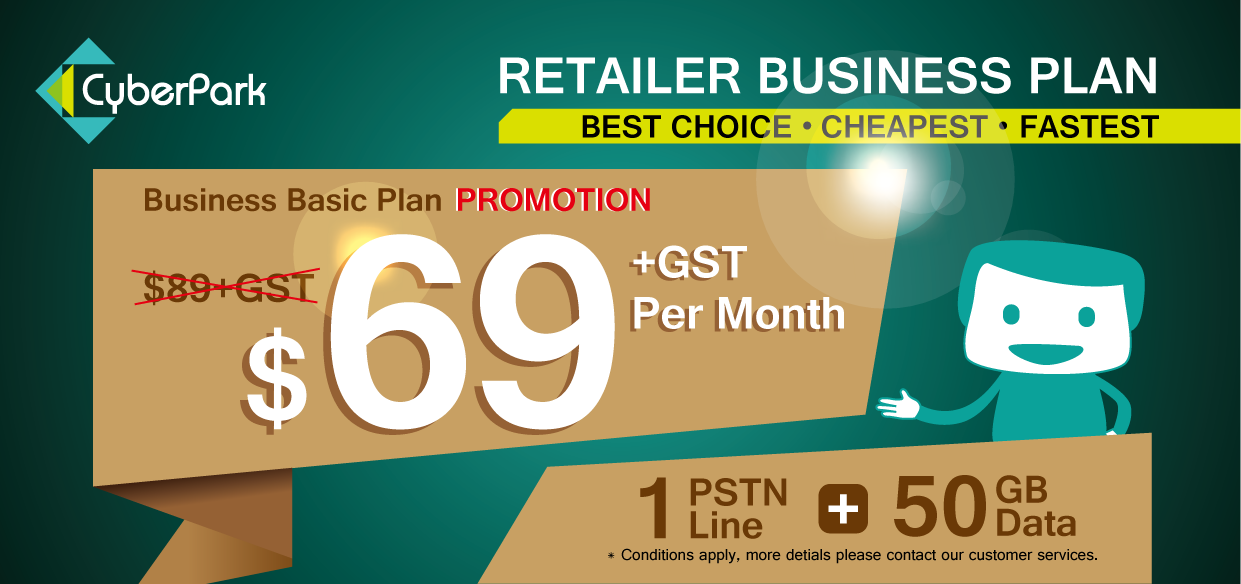 CyberPark
RETAILER BUSINESS PLAN
BEST CHOICE • CHEAPEST • FASTEST
Business Basic Plan PROMOTION
$89+GST
$69
+GST
Per Month
1 PSTN
Line
+
50 GB
Data
* Conditions apply, more detials please contact our customer services.